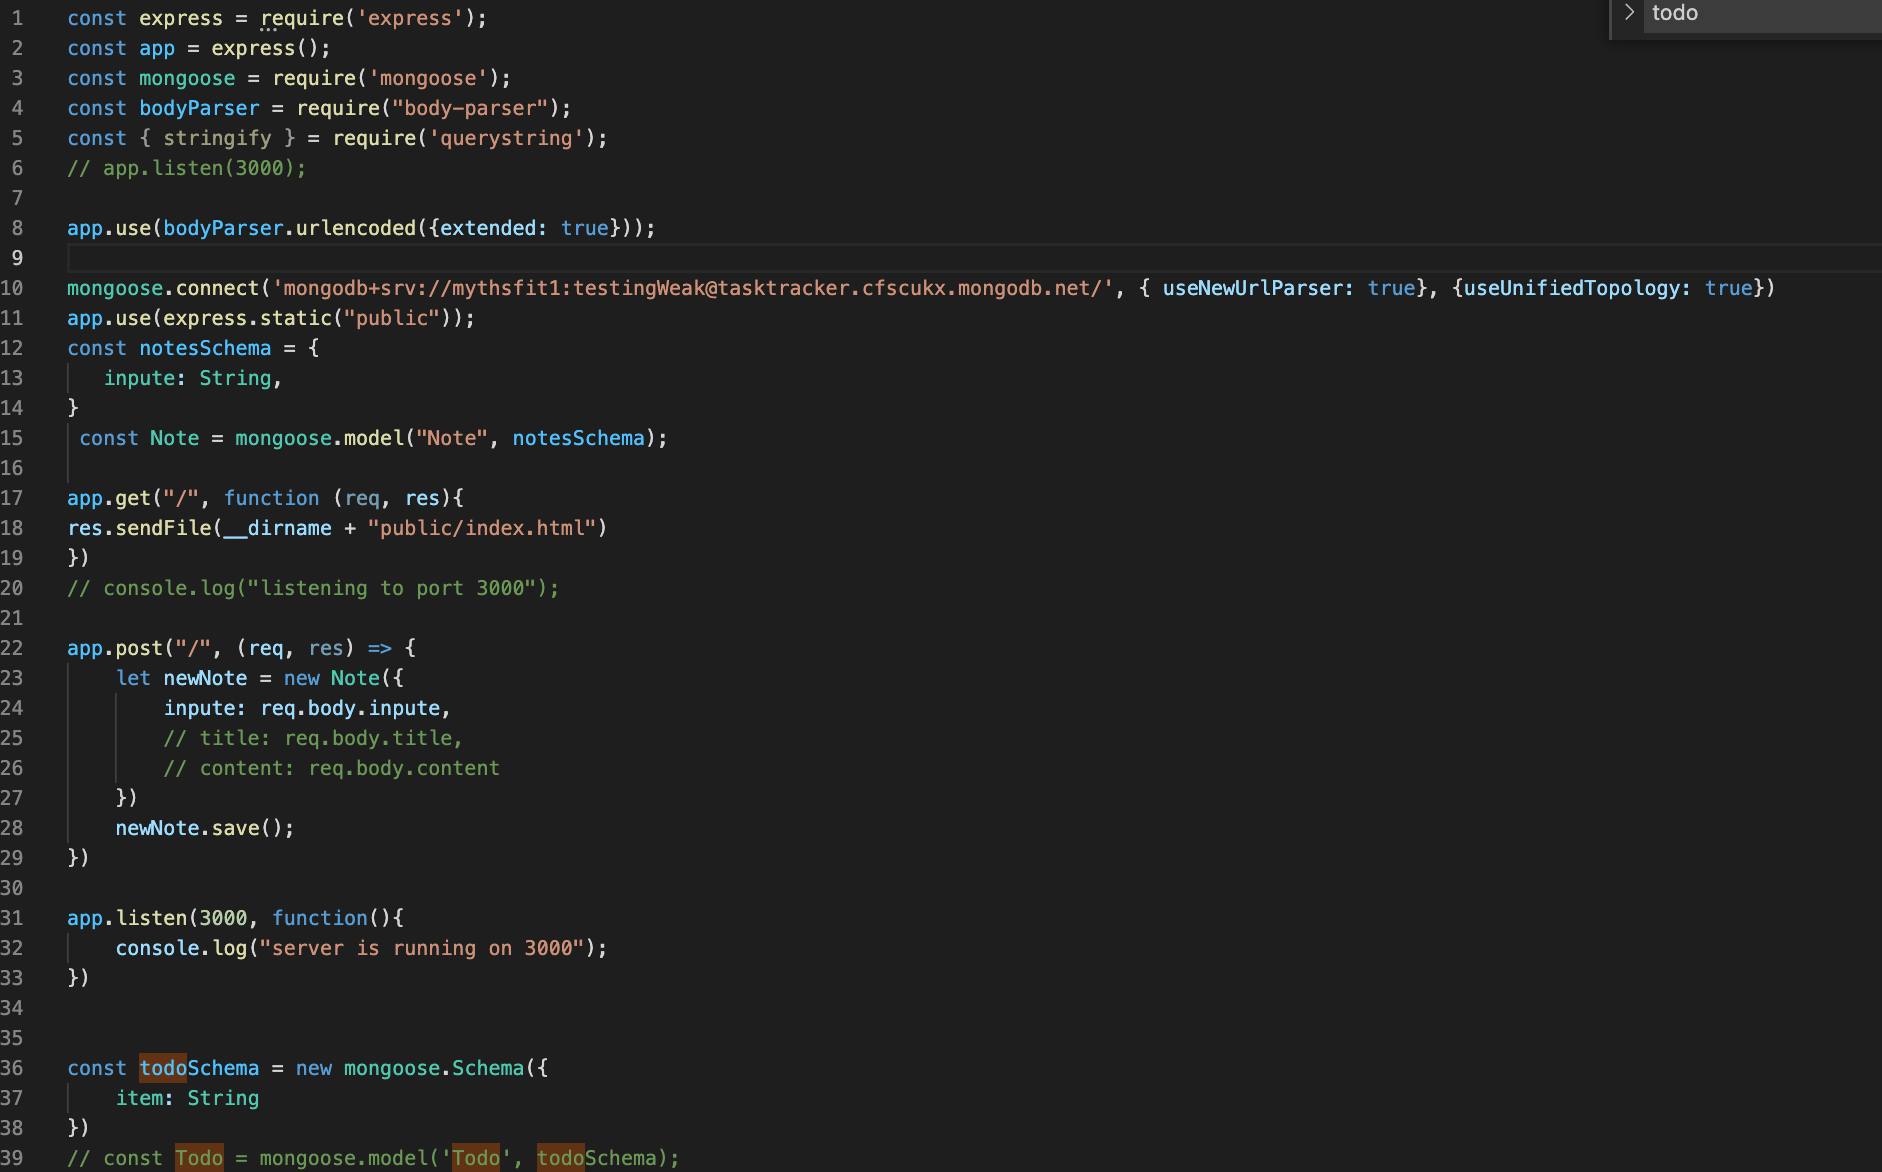 todo
1 const express = require('express');
2 const app = express();
3 const mongoose = require('mongoose');
4 const bodyParser = require("body-parser");
5 const { stringify } = require('querystring');
6 // app.listen(3000);
7
8 app.use(bodyParser.urlencoded({extended: true}));
9
10 mongoose.connect('mongodb+srv://mythsfit1:testingWeak@tasktracker.cfscukx.mongodb.net/', { useNewUrlParser: true}, {useUnifiedTopology: true})
11 app.use(express.static("public"));
12 const notesSchema = {
13    inpute: String,
14 }
15  const Note = mongoose.model("Note", notesSchema);
16
17 app.get("/", function (req, res){
18 res.sendFile(__dirname + "public/index.html")
19 })
20 // console.log("listening to port 3000");
21
22 app.post("/", (req, res) => {
23     let newNote = new Note({
24         inpute: req.body.inpute,
25         // title: req.body.title,
26         // content: req.body.content
27     })
28     newNote.save();
29 })
30
31 app.listen(3000, function(){
32     console.log("server is running on 3000");
33 })
34
35
36 const todoSchema = new mongoose.Schema({
37     item: String
38 })
39 // const Todo = mongoose.model('Todo', todoSchema);